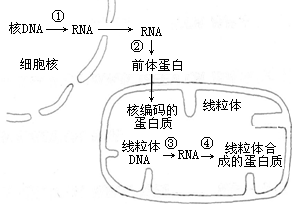 ①
核DNA → RNA → RNA
②
细胞核
前体蛋白
核编码的
蛋白质
线粒体
线粒体
DNA
③
→ RNA
④
→ 线粒体合
成的蛋白质